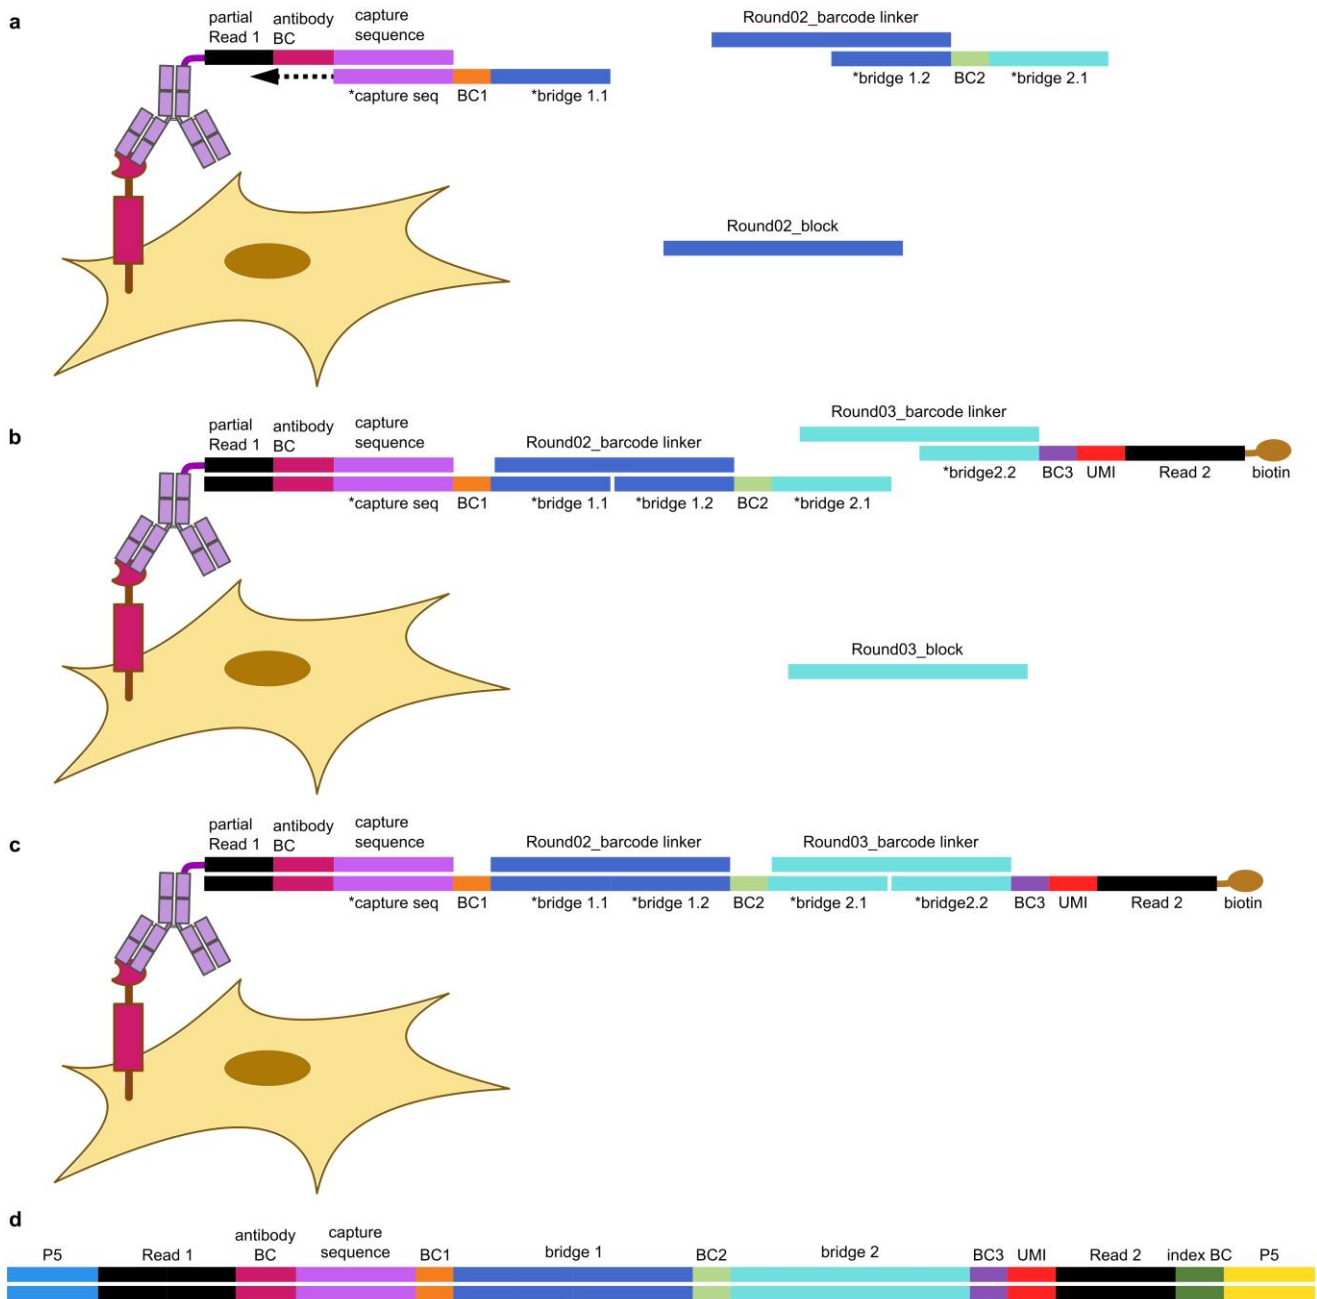 a
partial
Read 1
antibody
BC
capture
sequence
*capture seq BC1 *bridge 1.1
Round02_barcode linker
*bridge 1.2 BC2 *bridge 2.1
Round02_block
b
partial
Read 1
antibody
BC
capture
sequence
Round02_barcode linker
*capture seq BC1 *bridge 1.1 *bridge 1.2 BC2 *bridge 2.1
Round03_barcode linker
*bridge2.2 BC3 UMI Read 2 biotin
Round03_block
c
partial
Read 1
antibody
BC
capture
sequence
Round02_barcode linker
Round03_barcode linker
*capture seq BC1 *bridge 1.1 *bridge 1.2 BC2 *bridge 2.1 *bridge2.2 BC3 UMI Read 2 biotin
d
P5 Read 1
antibody
BC
capture
sequence
BC1 bridge 1 BC2 bridge 2 BC3 UMI Read 2 index BC P5